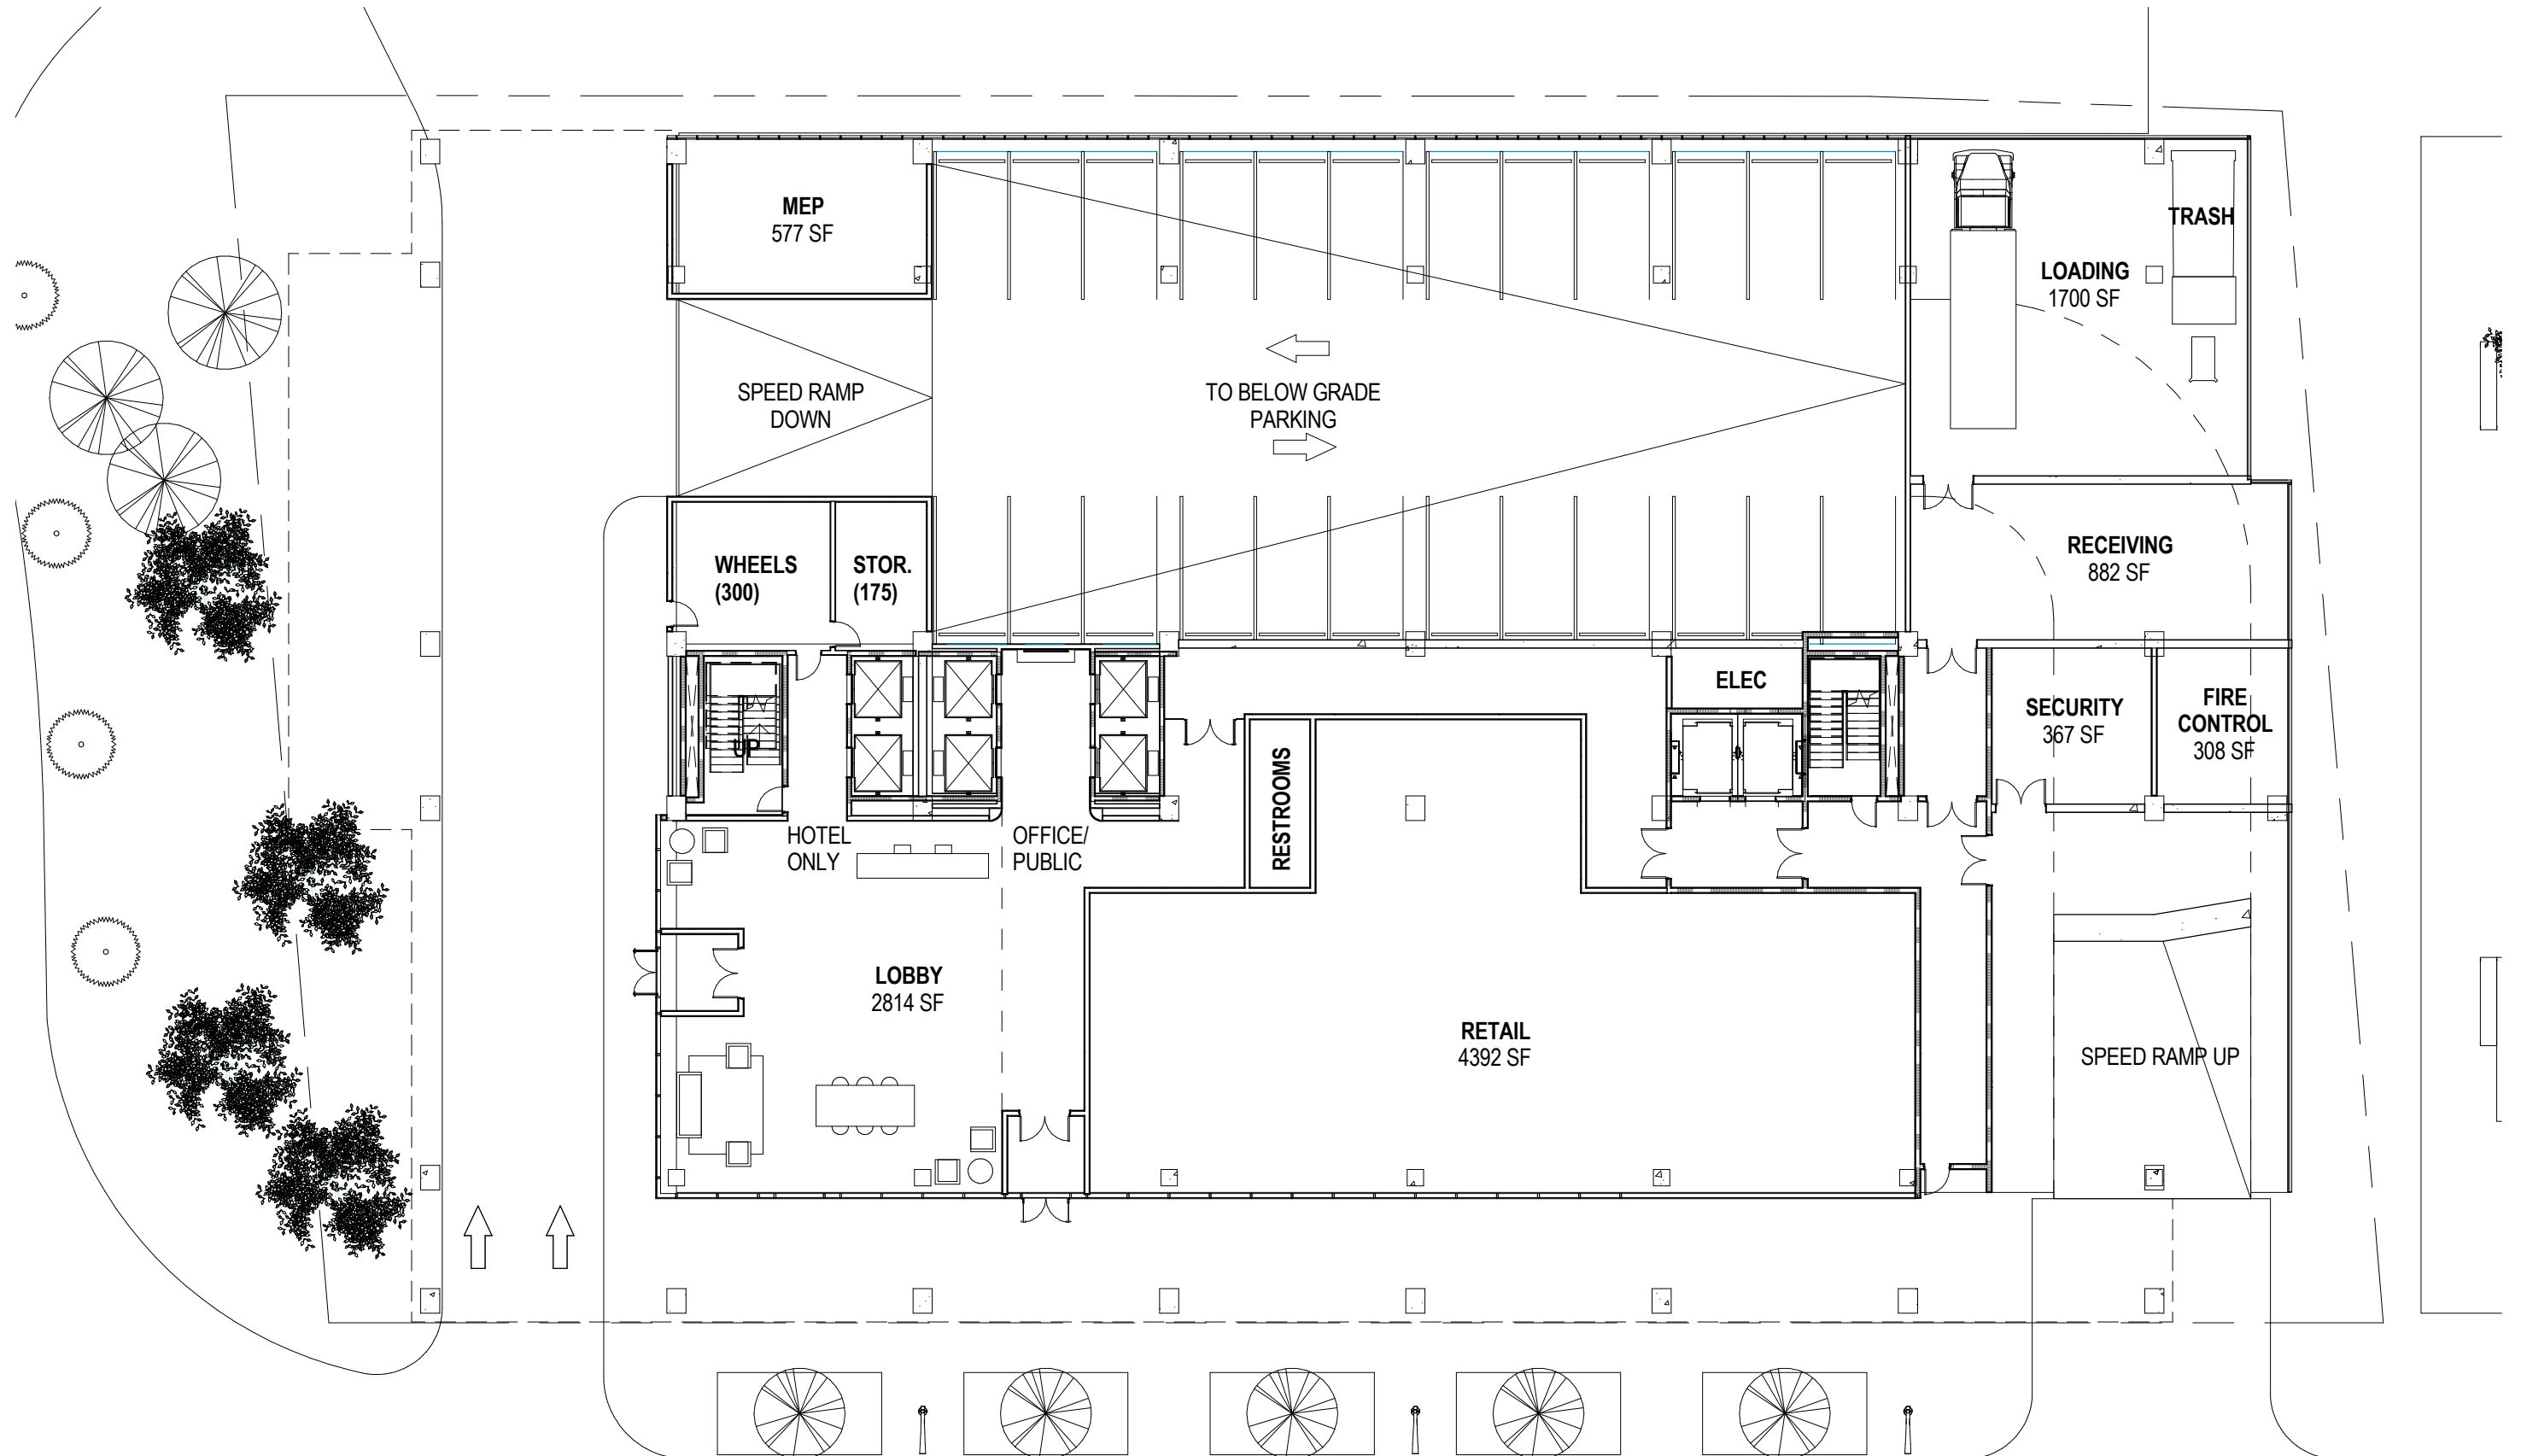 MEP
577 SF
TRASH
LOADING
1700 SF
SPEED RAMP
DOWN
TO BELOW GRADE
PARKING
WHEELS
(300)
STOR.
(175)
RECEIVING
882 SF
ELEC
SECURITY
367 SF
FIRE
CONTROL
308 SF
UP
RESTROOMS
HOTEL
ONLY
OFFICE/
PUBLIC
LOBBY
2814 SF
RETAIL
4392 SF
SPEED RAMP UP